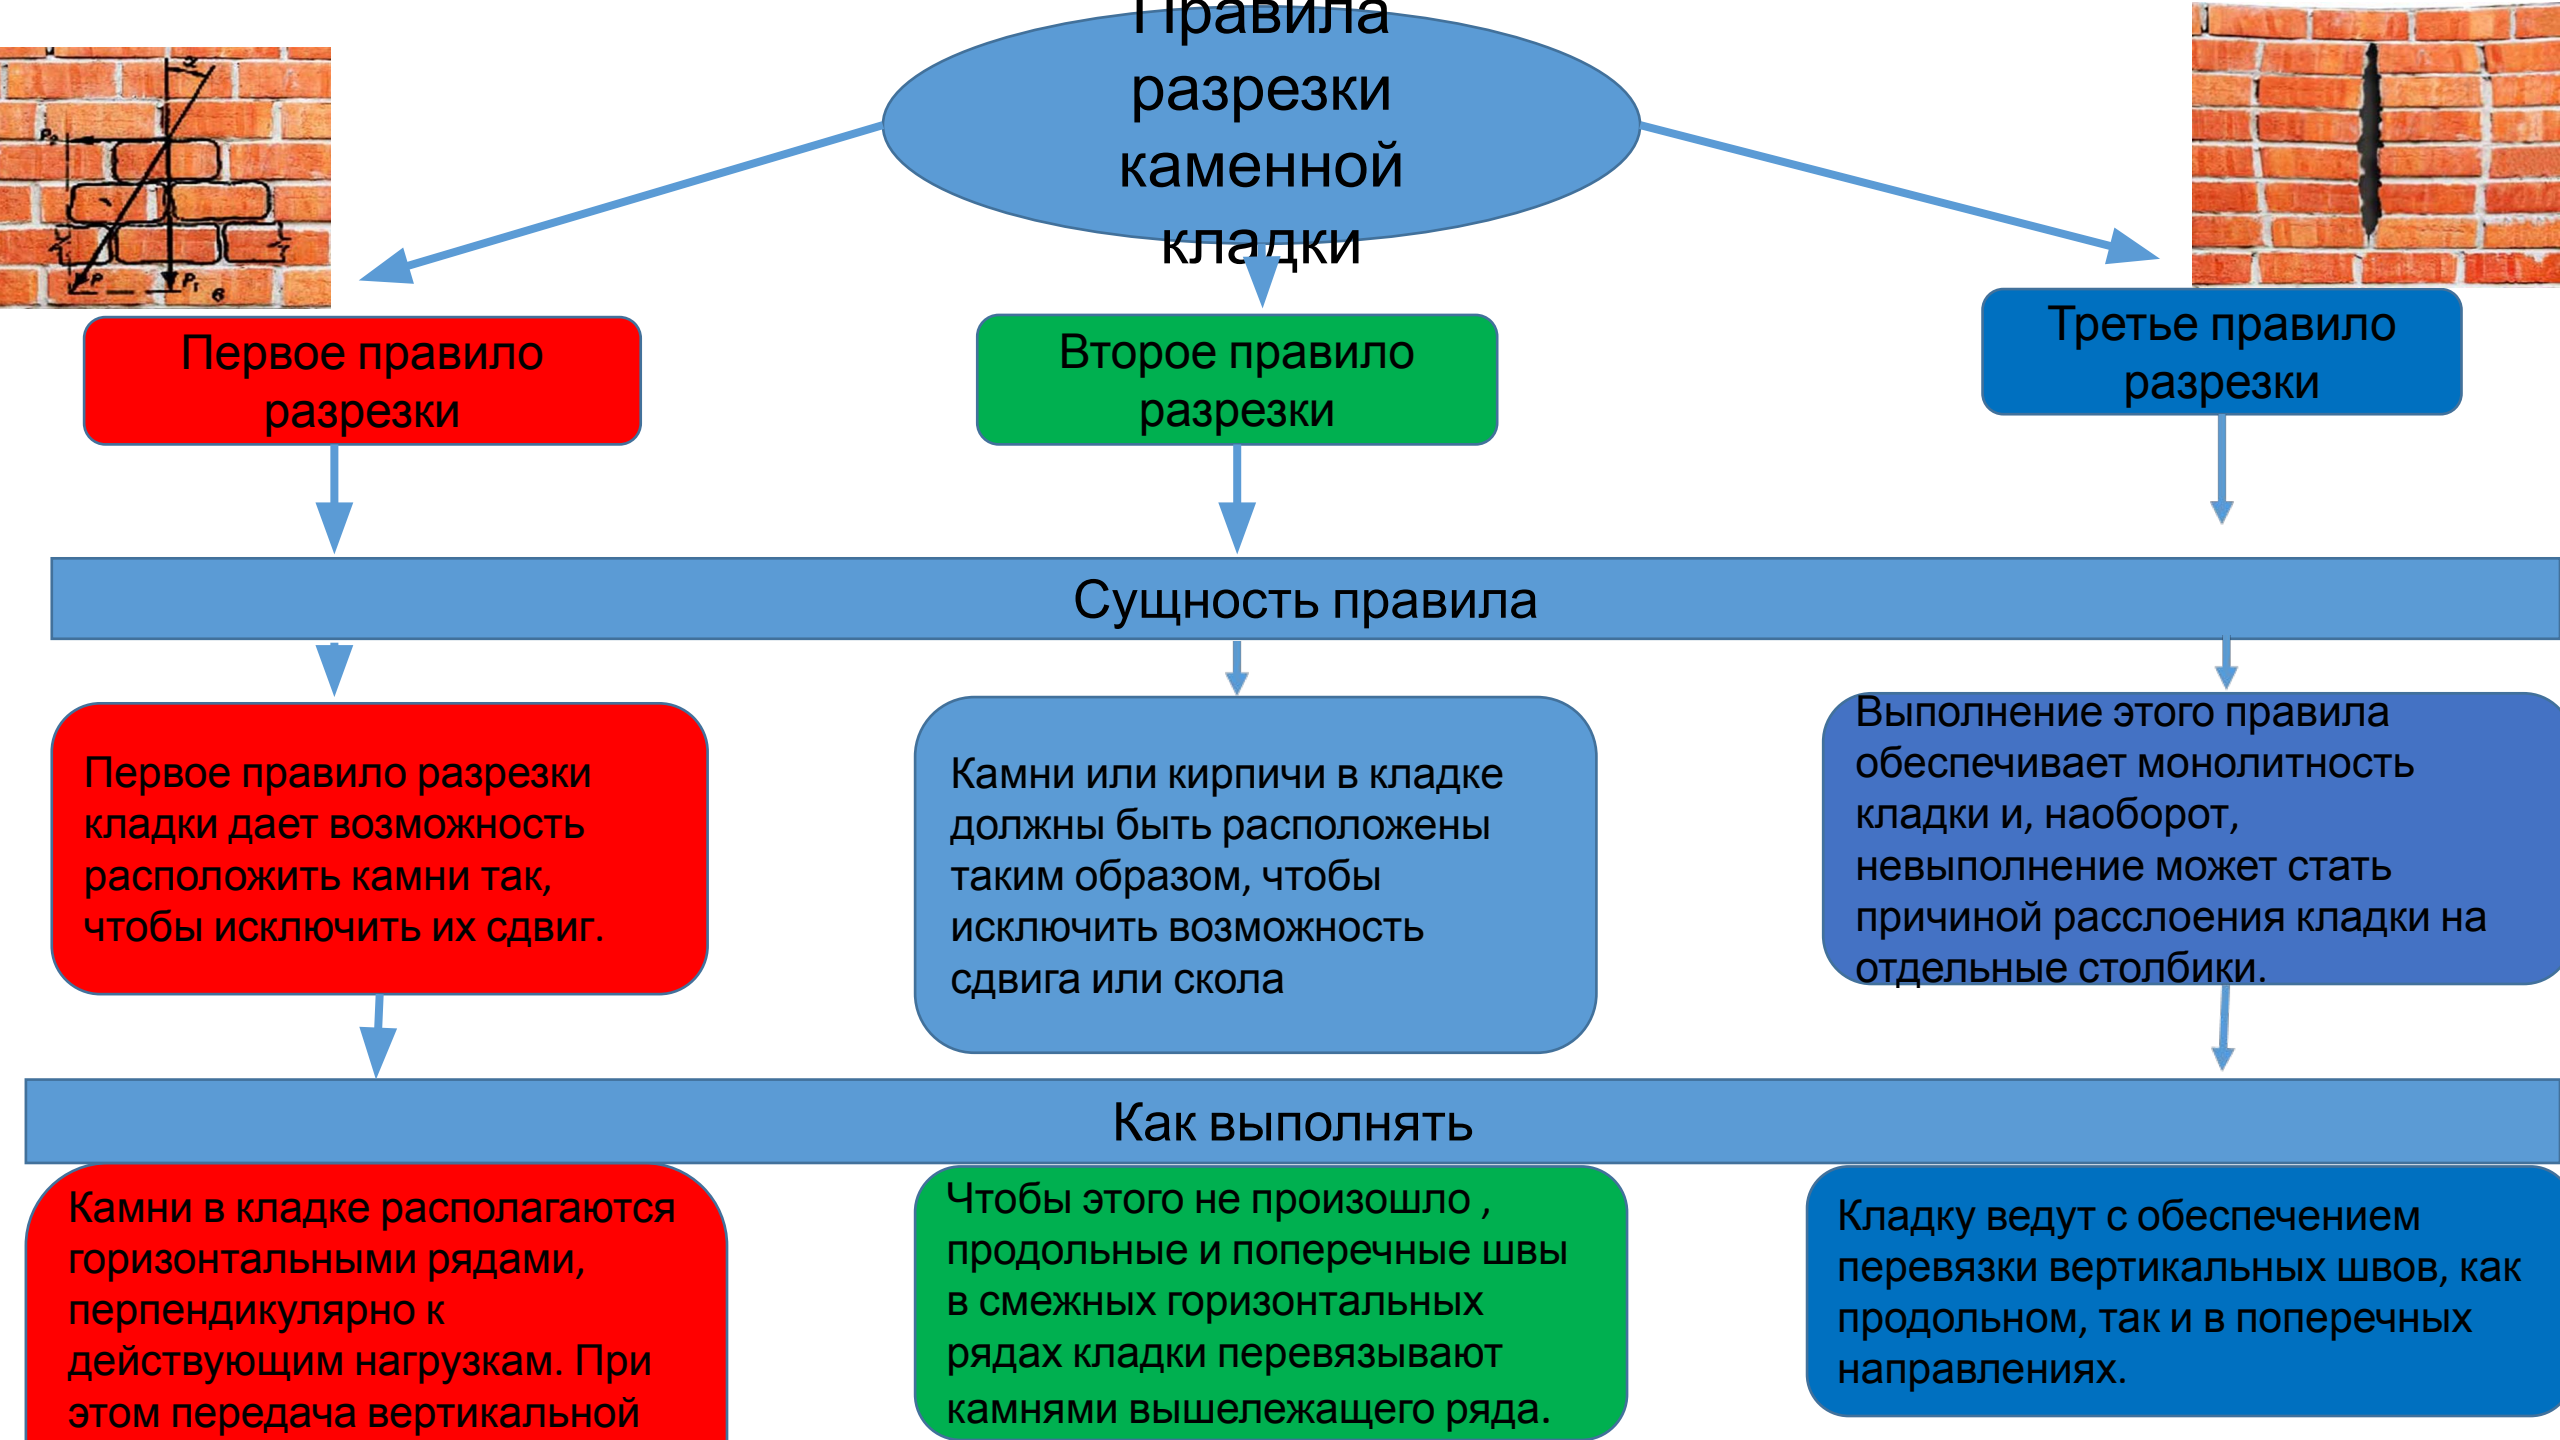 Правила
разрезки
каменной
кладки
Первое правило
разрезки
Второе правило
разрезки
Третье правило
разрезки
Сущность правила
Первое правило разрезки
кладки дает возможность
расположить камни так,
чтобы исключить их сдвиг.
Камни или кирпичи в кладке
должны быть расположены
таким образом, чтобы
исключить возможность
сдвига или скола
Выполнение этого правила
обеспечивает монолитность
кладки и, наоборот,
невыполнение может стать
причиной расслоения кладки на
отдельные столбики.
Как выполнять
Камни в кладке располагаются
горизонтальными рядами,
перпендикулярно к
действующим нагрузкам. При
этом передача вертикальной
Чтобы этого не произошло ,
продольные и поперечные швы
в смежных горизонтальных
рядах кладки перевязывают
камнями вышележащего ряда.
Кладку ведут с обеспечением
перевязки вертикальных швов, как
продольном, так и в поперечных
направлениях.
P₂
P
P₁